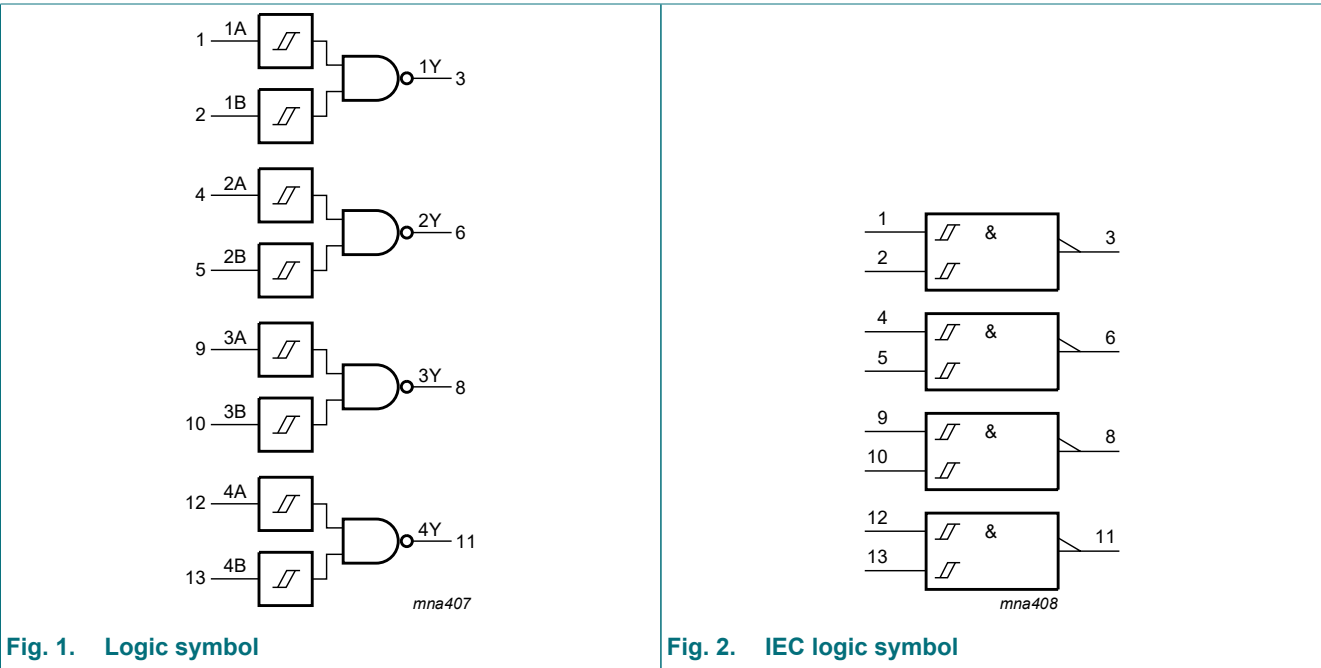 1 1A
1Y 3
2 1B
4 2A
2Y 6
5 2B
9 3A
3Y 8
10 3B
12 4A
4Y 11
13 4B
mna407
Fig. 1. Logic symbol
1 & 3
2
4 & 6
5
9 & 8
10
12 & 11
13
mna408
Fig. 2. IEC logic symbol